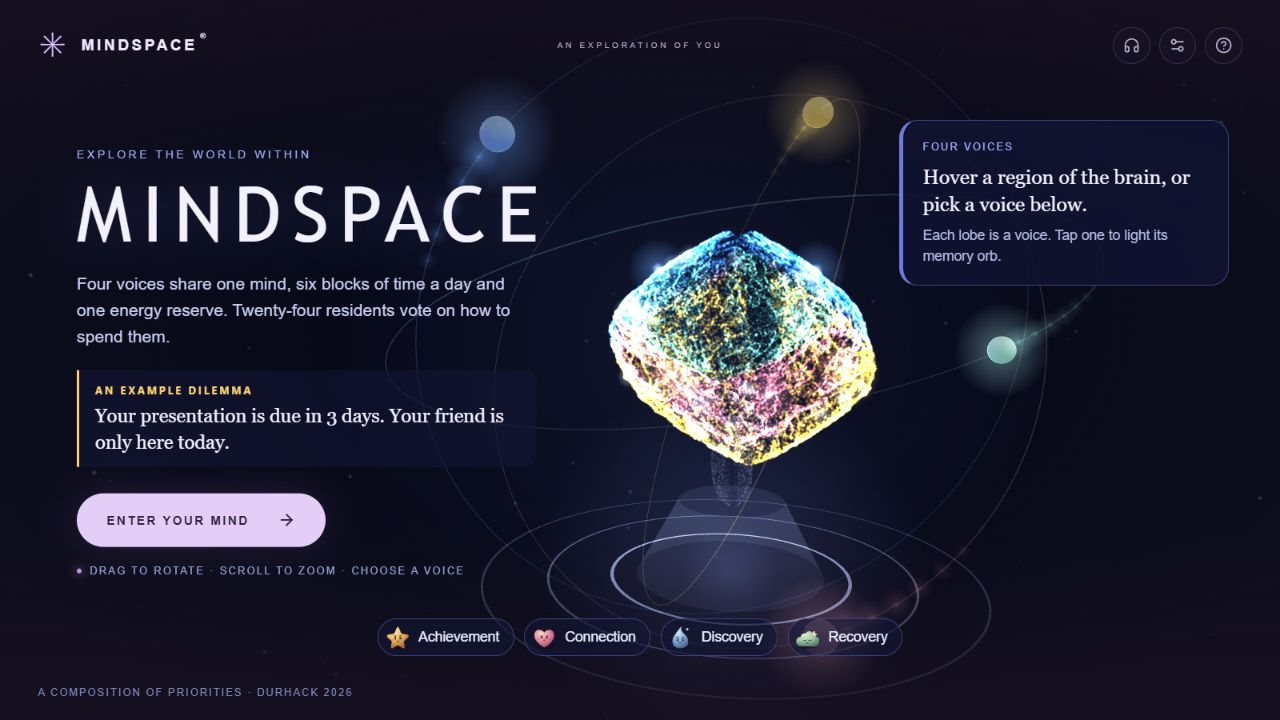 MINDSPACE®
AN EXPLORATION OF YOU
EXPLORE THE WORLD WITHIN
MINDSPACE
Four voices share one mind, six blocks of time a day and
one energy reserve. Twenty-four residents vote on how to
spend them.
AN EXAMPLE DILEMMA
Your presentation is due in 3 days. Your friend is
only here today.
ENTER YOUR MIND
DRAG TO ROTATE · SCROLL TO ZOOM · CHOOSE A VOICE
FOUR VOICES
Hover a region of the brain, or
pick a voice below.
Each lobe is a voice. Tap one to light its
memory orb.
Achievement
Connection
Discovery
Recovery
A COMPOSITION OF PRIORITIES · DURHACK 2026